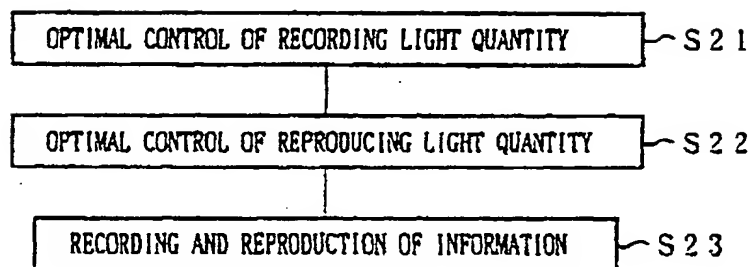 OPTIMAL CONTROL OF RECORDING LIGHT QUANTITY S21
OPTIMAL CONTROL OF REPRODUCING LIGHT QUANTITY S22
RECORDING AND REPRODUCTION OF INFORMATION S23